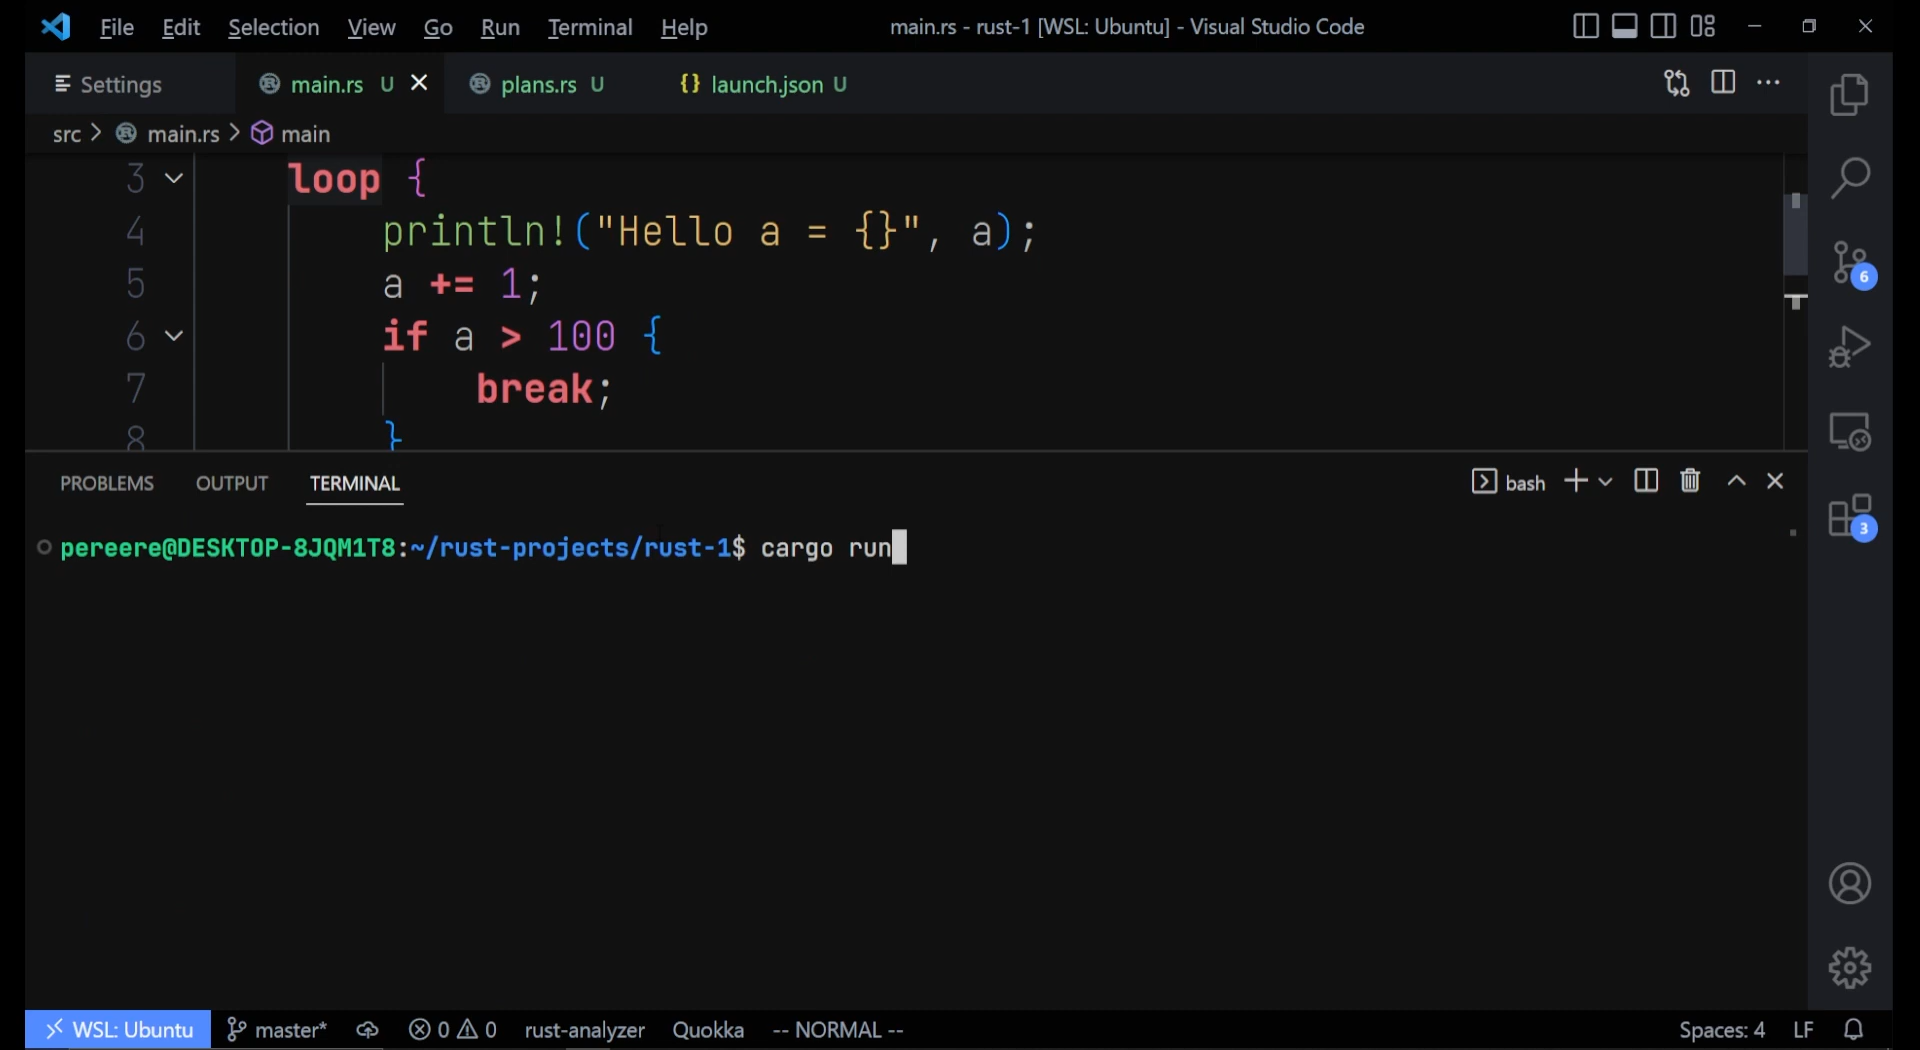 File Edit Selection View Go Run Terminal Help main.rs - rust-1 [WSL: Ubuntu] - Visual Studio Code
Settings main.rs U plans.rs U {} launch.json U
src > main.rs > main
3 loop {
4 println!("Hello a = {}", a);
5 a += 1;
6 if a > 100 {
7 break;
8 }
PROBLEMS OUTPUT TERMINAL bash
pereere@DESKTOP-8JQM1T8:~/rust-projects/rust-1$ cargo run
6
3
WSL: Ubuntu master* 0 0 rust-analyzer Quokka -- NORMAL -- Spaces: 4 LF